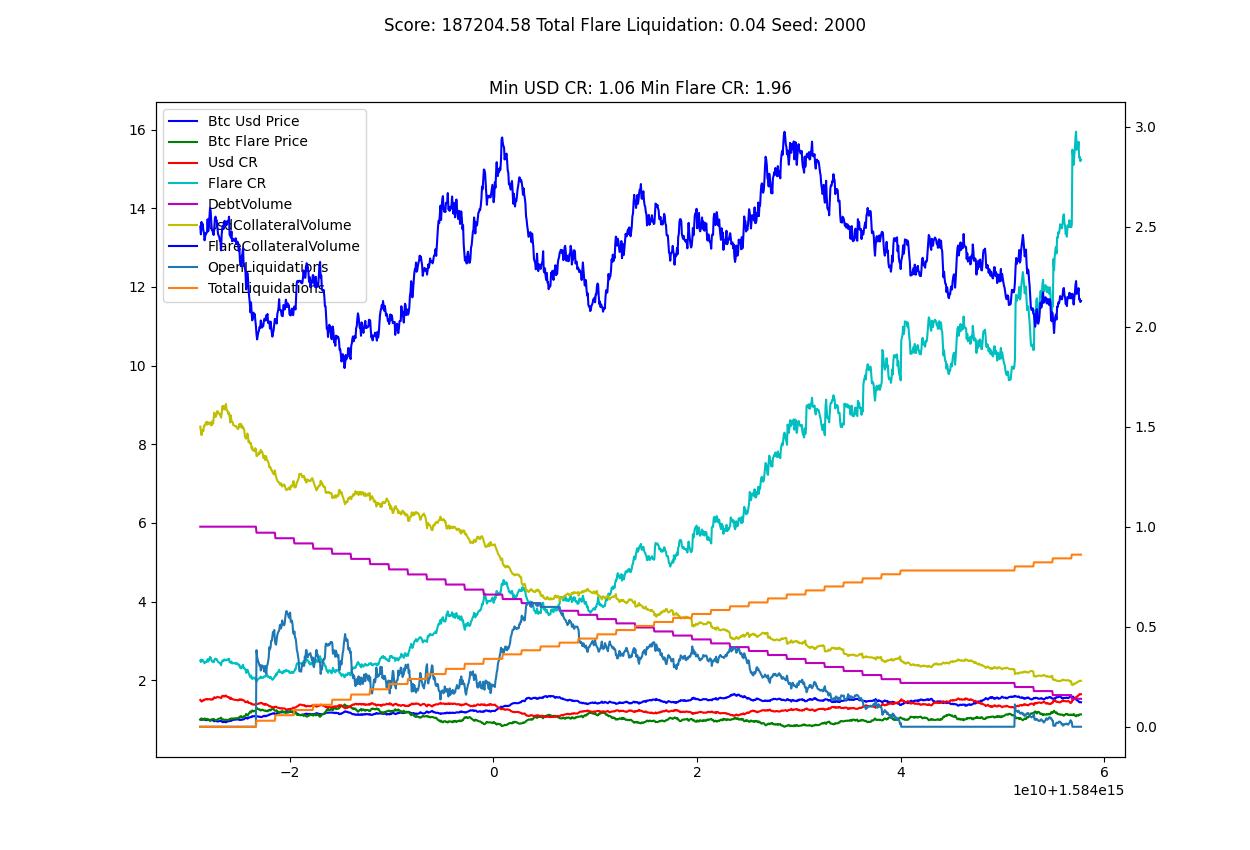 Score: 187204.58 Total Flare Liquidation: 0.04 Seed: 2000
Min USD CR: 1.06 Min Flare CR: 1.96
Btc Usd Price
Btc Flare Price
Usd CR
Flare CR
DebtVolume
UsdCollateralVolume
FlareCollateralVolume
OpenLiquidations
TotalLiquidations
16
14
12
10
8
6
4
2
3.0
2.5
2.0
1.5
1.0
0.5
0.0
−2
0
2
4
6
1e10+1.584e15